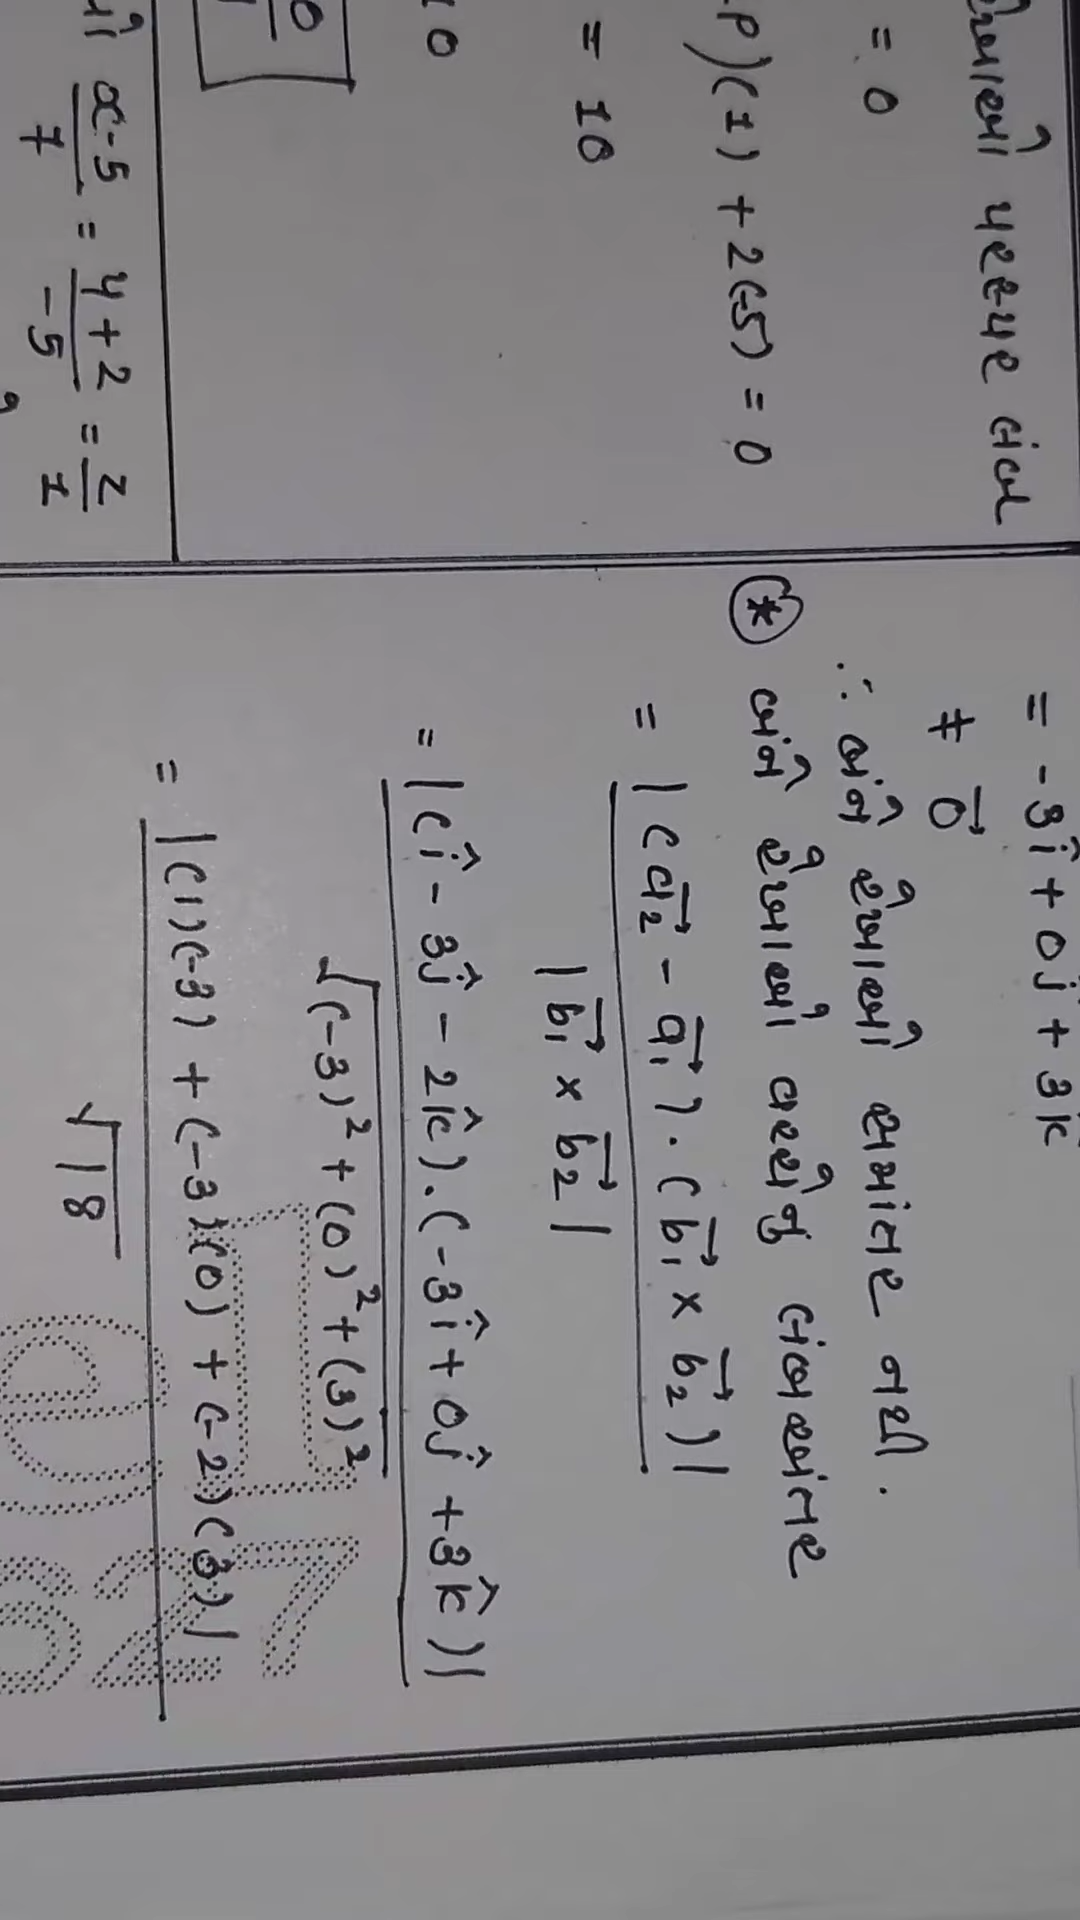 રેખાઓ પરસ્પર લંબ
= 0
P)(1) + 2(-5) = 0
= 10
10
0
x-5/7 = y+2/-5 = z/1
= -3î + 0ĵ + 3k̂
≠ 0⃗
∴ બંને રેખાઓ સમાંતર નથી.
* બંને રેખાઓ વચ્ચેનું લંબઅંતર
= |(a⃗₂ - a⃗₁) · (b⃗₁ × b⃗₂)|
|b⃗₁ × b⃗₂|
= |(î - 3ĵ - 2k̂) · (-3î + 0ĵ + 3k̂)|
√(-3)² + (0)² + (3)²
= |(1)(-3) + (-3)(0) + (-2)(3)|
√18